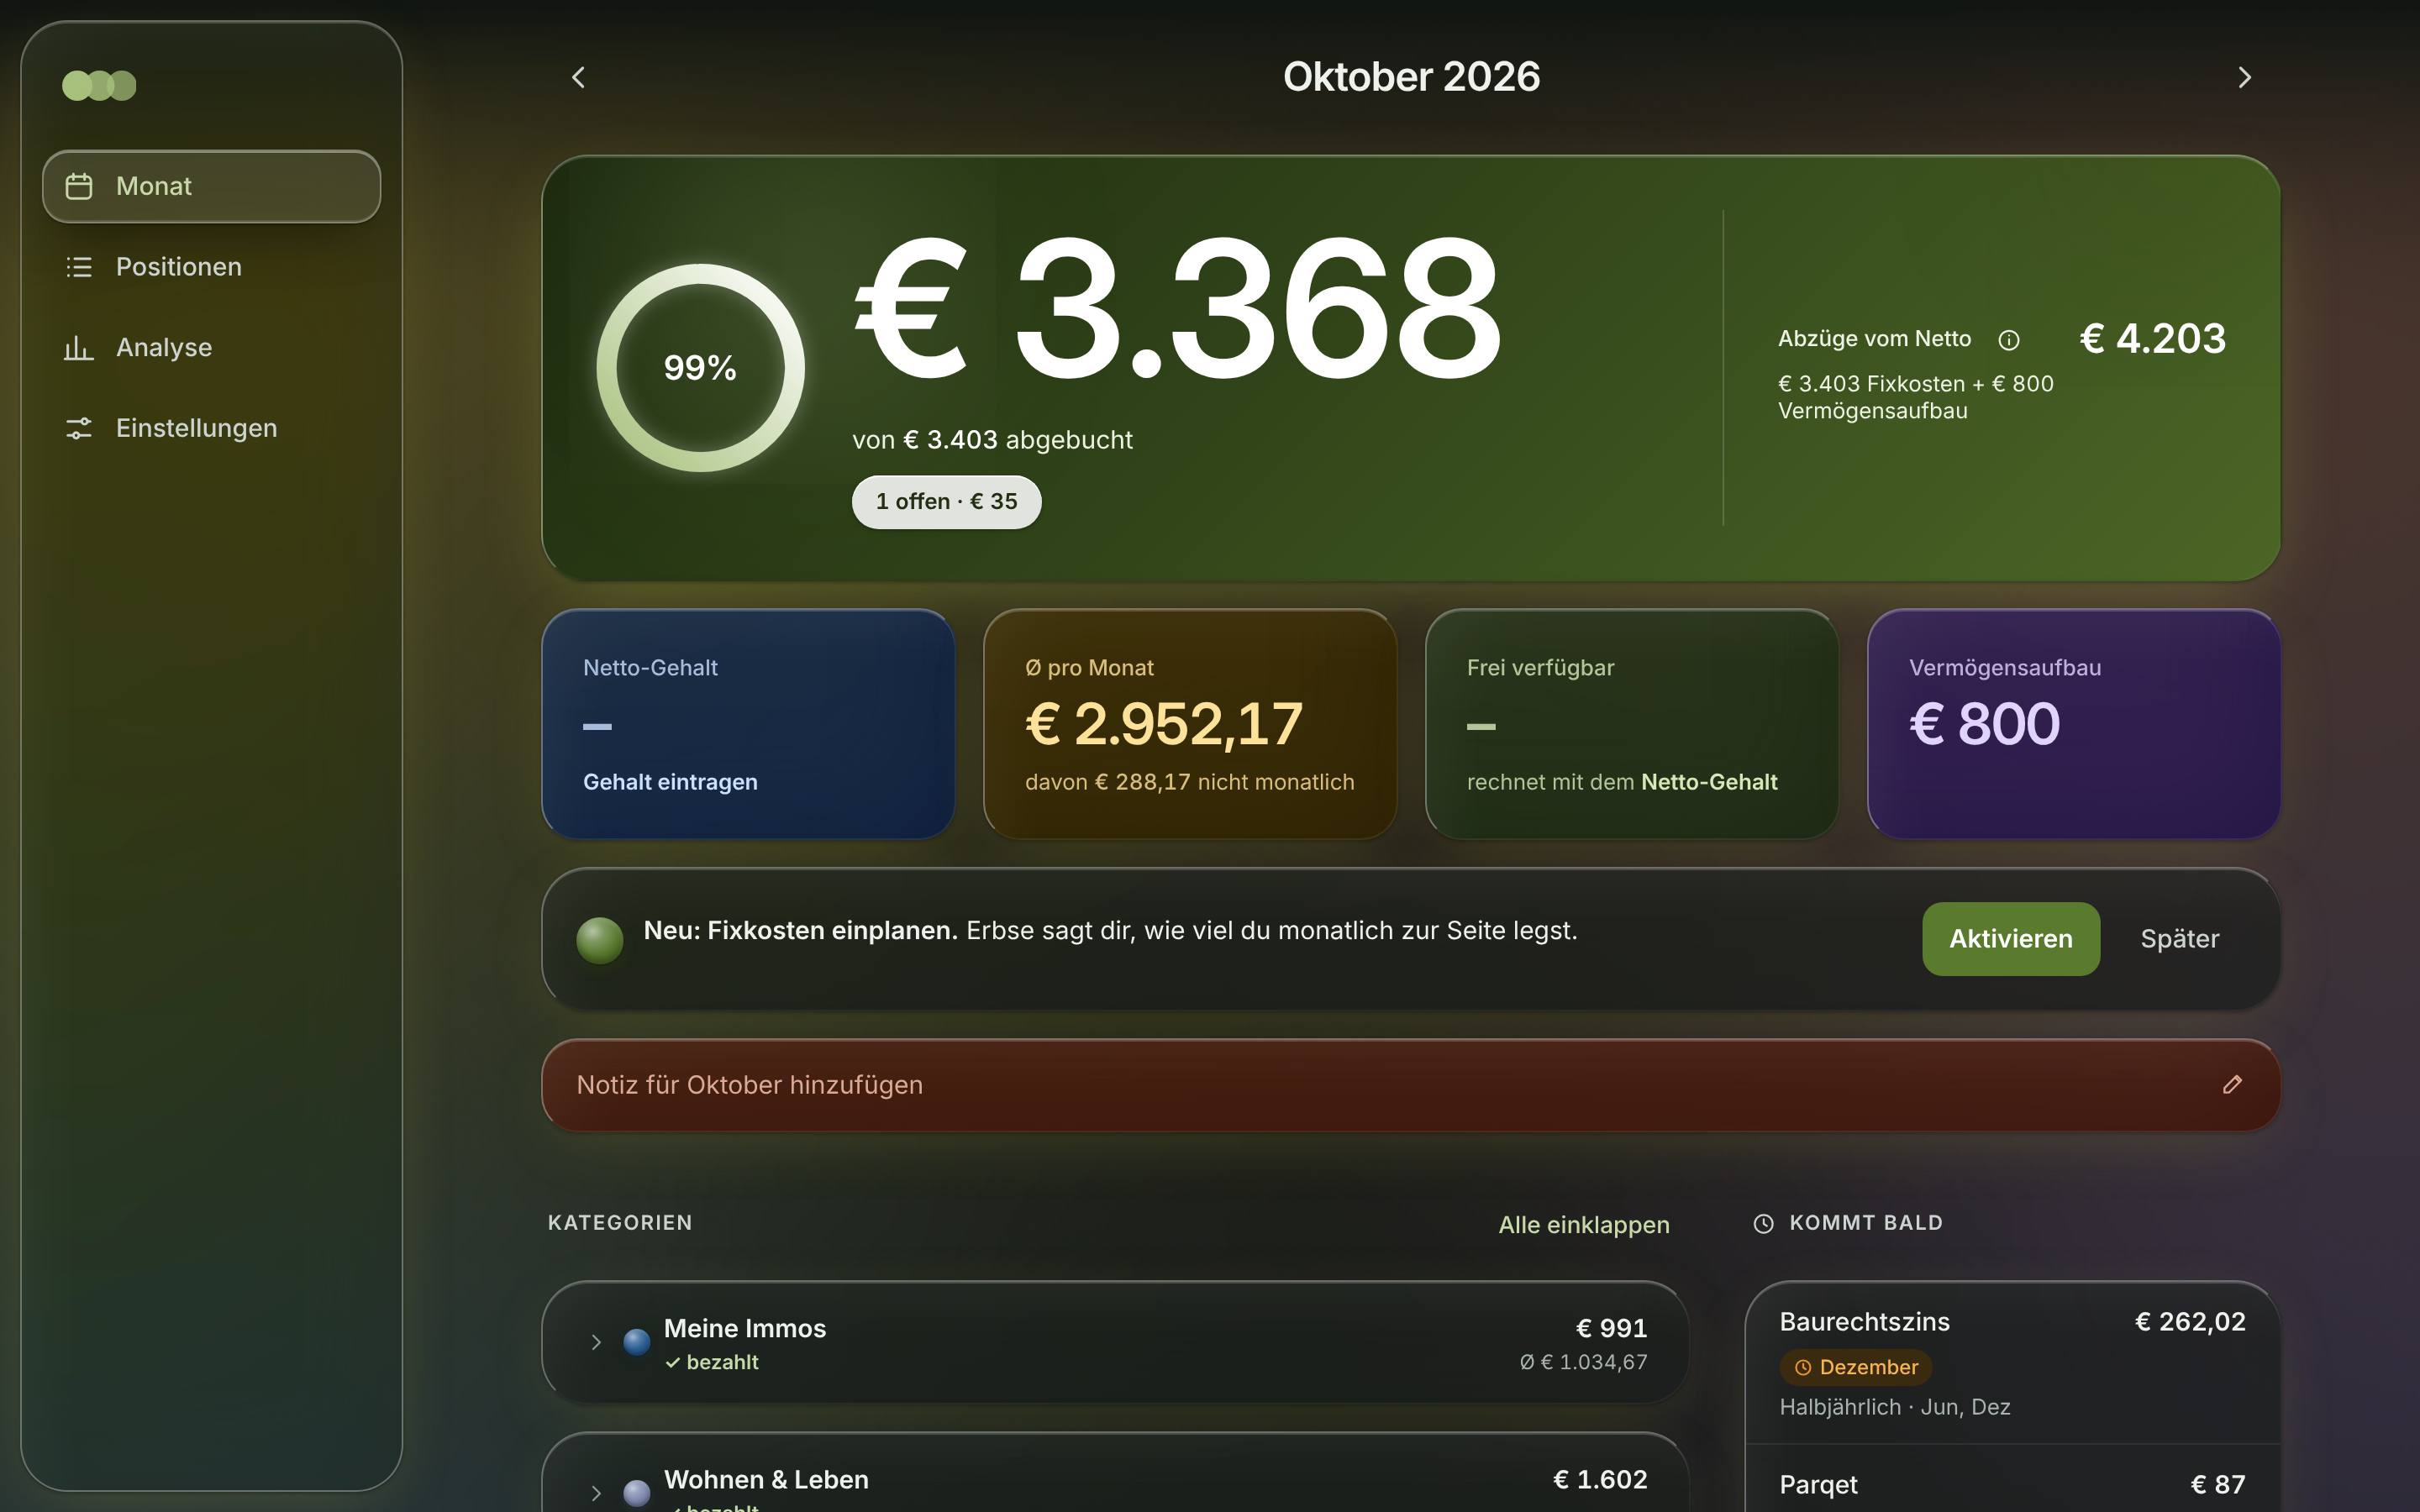 Oktober 2026
Monat
Positionen
Analyse
Einstellungen
99%
€ 3.368
von € 3.403 abgebucht
1 offen · € 35
Abzüge vom Netto
€ 4.203
€ 3.403 Fixkosten + € 800
Vermögensaufbau
Netto-Gehalt
–
Gehalt eintragen
Ø pro Monat
€ 2.952,17
davon € 288,17 nicht monatlich
Frei verfügbar
–
rechnet mit dem Netto-Gehalt
Vermögensaufbau
€ 800
Neu: Fixkosten einplanen. Erbse sagt dir, wie viel du monatlich zur Seite legst.
Aktivieren
Später
Notiz für Oktober hinzufügen
KATEGORIEN
Alle einklappen
Meine Immos
€ 991
✓ bezahlt
Ø € 1.034,67
Wohnen & Leben
€ 1.602
KOMMT BALD
Baurechtszins
€ 262,02
Dezember
Halbjährlich · Jun, Dez
Parqet
€ 87